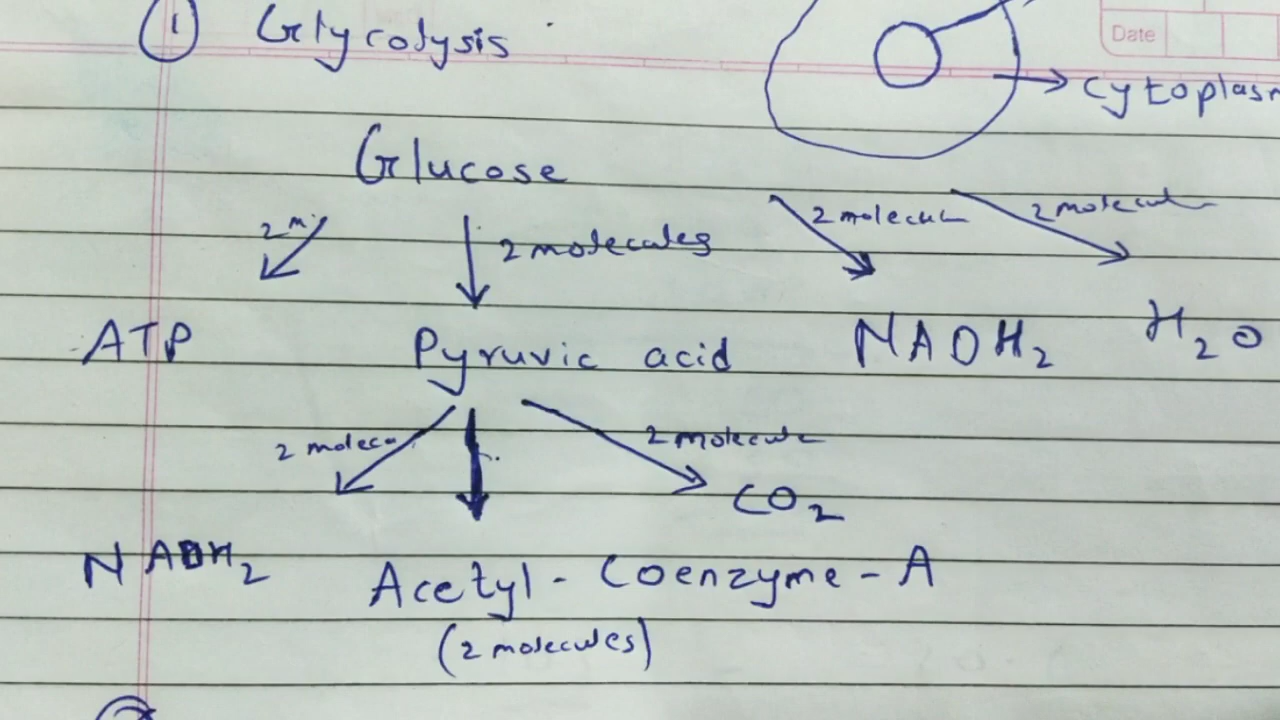 1 Glycolysis
Date
Cytoplasm
Glucose
2 m
2 molecules
2 molecule
2 molecule
ATP
Pyruvic acid
NADH2
H2O
2 molecu
2 molecule
CO2
NADH2
Acetyl - Coenzyme - A
(2 molecules)